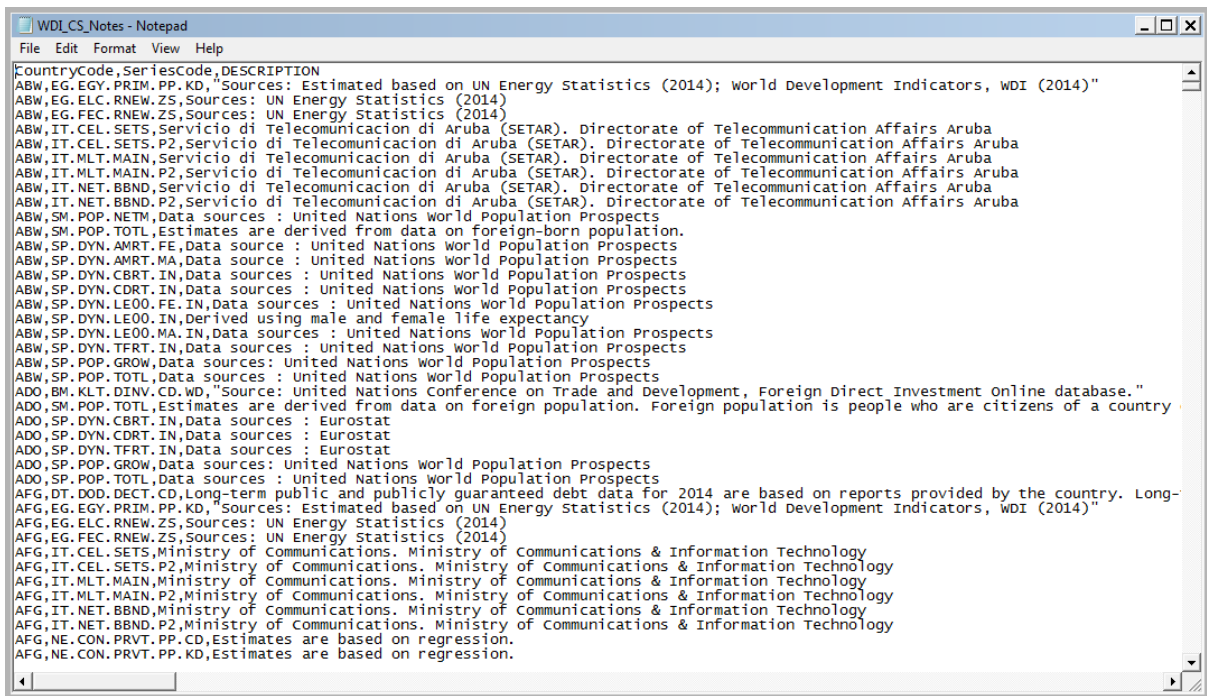 WDI_CS_Notes - Notepad
File Edit Format View Help
CountryCode,SeriesCode,DESCRIPTION
ABW,EG.EGY.PRIM.PP.KD,"Sources: Estimated based on UN Energy Statistics (2014); World Development Indicators, WDI (2014)"
ABW,EG.ELC.RNEW.ZS,Sources: UN Energy Statistics (2014)
ABW,EG.FEC.RNEW.ZS,Sources: UN Energy Statistics (2014)
ABW,IT.CEL.SETS,Servicio di Telecomunicacion di Aruba (SETAR). Directorate of Telecommunication Affairs Aruba
ABW,IT.CEL.SETS.P2,Servicio di Telecomunicacion di Aruba (SETAR). Directorate of Telecommunication Affairs Aruba
ABW,IT.MLT.MAIN,Servicio di Telecomunicacion di Aruba (SETAR). Directorate of Telecommunication Affairs Aruba
ABW,IT.MLT.MAIN.P2,Servicio di Telecomunicacion di Aruba (SETAR). Directorate of Telecommunication Affairs Aruba
ABW,IT.NET.BBND,Servicio di Telecomunicacion di Aruba (SETAR). Directorate of Telecommunication Affairs Aruba
ABW,IT.NET.BBND.P2,Servicio di Telecomunicacion di Aruba (SETAR). Directorate of Telecommunication Affairs Aruba
ABW,SM.POP.NETM,Data sources : United Nations World Population Prospects
ABW,SM.POP.TOTL,Estimates are derived from data on foreign-born population.
ABW,SP.DYN.AMRT.FE,Data source : United Nations World Population Prospects
ABW,SP.DYN.AMRT.MA,Data source : United Nations World Population Prospects
ABW,SP.DYN.CBRT.IN,Data sources : United Nations World Population Prospects
ABW,SP.DYN.CDRT.IN,Data sources : United Nations World Population Prospects
ABW,SP.DYN.LE00.FE.IN,Data sources : United Nations World Population Prospects
ABW,SP.DYN.LE00.IN,Derived using male and female life expectancy
ABW,SP.DYN.LE00.MA.IN,Data sources : United Nations World Population Prospects
ABW,SP.DYN.TFRT.IN,Data sources : United Nations World Population Prospects
ABW,SP.POP.GROW,Data sources: United Nations World Population Prospects
ABW,SP.POP.TOTL,Data sources : United Nations World Population Prospects
ADO,BM.KLT.DINV.CD.WD,"Source: United Nations Conference on Trade and Development, Foreign Direct Investment Online database."
ADO,SM.POP.TOTL,Estimates are derived from data on foreign population. Foreign population is people who are citizens of a country
ADO,SP.DYN.CBRT.IN,Data sources : Eurostat
ADO,SP.DYN.CDRT.IN,Data sources : Eurostat
ADO,SP.DYN.TFRT.IN,Data sources : Eurostat
ADO,SP.POP.GROW,Data sources: United Nations World Population Prospects
ADO,SP.POP.TOTL,Data sources : United Nations World Population Prospects
AFG,DT.DOD.DECT.CD,Long-term public and publicly guaranteed debt data for 2014 are based on reports provided by the country. Long-
AFG,EG.EGY.PRIM.PP.KD,"Sources: Estimated based on UN Energy Statistics (2014); World Development Indicators, WDI (2014)"
AFG,EG.ELC.RNEW.ZS,Sources: UN Energy Statistics (2014)
AFG,EG.FEC.RNEW.ZS,Sources: UN Energy Statistics (2014)
AFG,IT.CEL.SETS,Ministry of Communications. Ministry of Communications & Information Technology
AFG,IT.CEL.SETS.P2,Ministry of Communications. Ministry of Communications & Information Technology
AFG,IT.MLT.MAIN,Ministry of Communications. Ministry of Communications & Information Technology
AFG,IT.MLT.MAIN.P2,Ministry of Communications. Ministry of Communications & Information Technology
AFG,IT.NET.BBND,Ministry of Communications. Ministry of Communications & Information Technology
AFG,IT.NET.BBND.P2,Ministry of Communications. Ministry of Communications & Information Technology
AFG,NE.CON.PRVT.PP.CD,Estimates are based on regression.
AFG,NE.CON.PRVT.PP.KD,Estimates are based on regression.